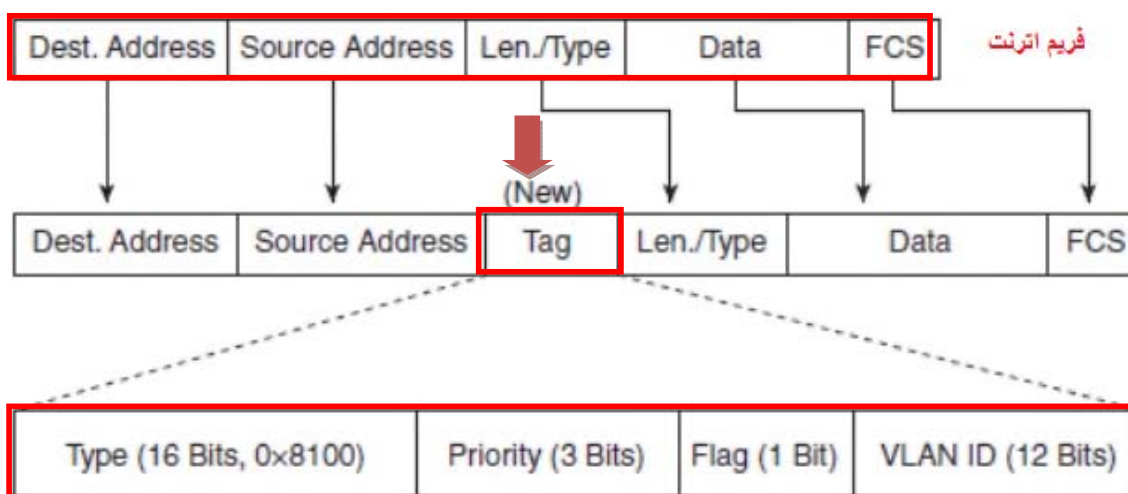 Dest. Address Source Address Len./Type Data FCS فریم اترنت
(New)
Dest. Address Source Address Tag Len./Type Data FCS
Type (16 Bits, 0×8100) Priority (3 Bits) Flag (1 Bit) VLAN ID (12 Bits)